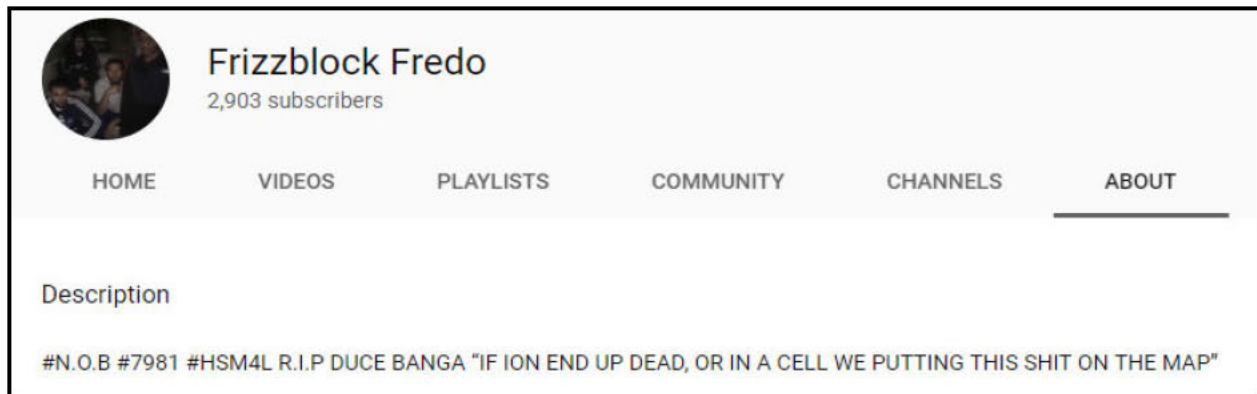 Frizzblock Fredo
2,903 subscribers
HOME VIDEOS PLAYLISTS COMMUNITY CHANNELS ABOUT
Description
#N.O.B #7981 #HSM4L R.I.P DUCE BANGA “IF ION END UP DEAD, OR IN A CELL WE PUTTING THIS SHIT ON THE MAP”